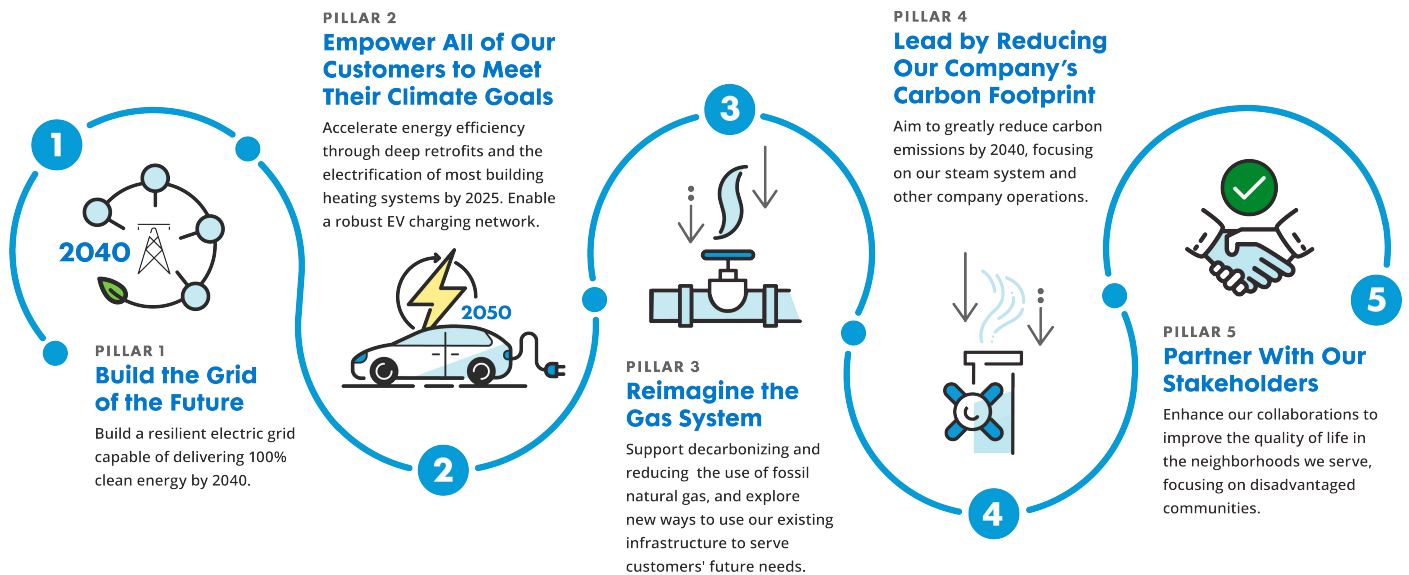 1
2040
PILLAR 1
Build the Grid
of the Future
Build a resilient electric grid
capable of delivering 100%
clean energy by 2040.
PILLAR 2
Empower All of Our
Customers to Meet
Their Climate Goals
Accelerate energy efficiency
through deep retrofits and the
electrification of most building
heating systems by 2025. Enable
a robust EV charging network.
2050
2
3
PILLAR 3
Reimagine the
Gas System
Support decarbonizing and
reducing the use of fossil
natural gas, and explore
new ways to use our existing
infrastructure to serve
customers' future needs.
PILLAR 4
Lead by Reducing
Our Company’s
Carbon Footprint
Aim to greatly reduce carbon
emissions by 2040, focusing
on our steam system and
other company operations.
4
5
PILLAR 5
Partner With Our
Stakeholders
Enhance our collaborations to
improve the quality of life in
the neighborhoods we serve,
focusing on disadvantaged
communities.